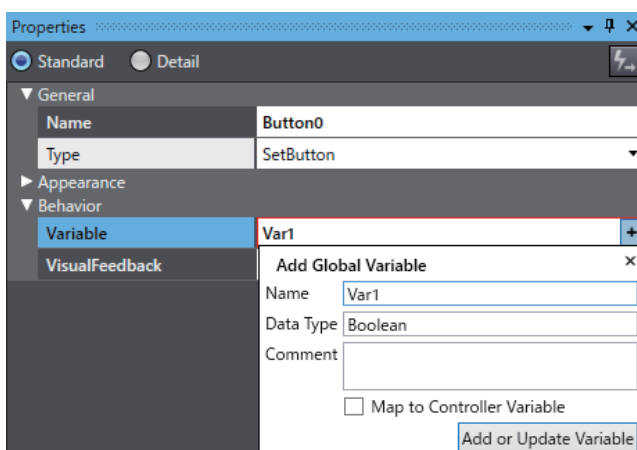 Properties
Standard Detail
General
Name Button0
Type SetButton
Appearance
Behavior
Variable Var1 +
VisualFeedback
Add Global Variable
Name Var1
Data Type Boolean
Comment
Map to Controller Variable
Add or Update Variable